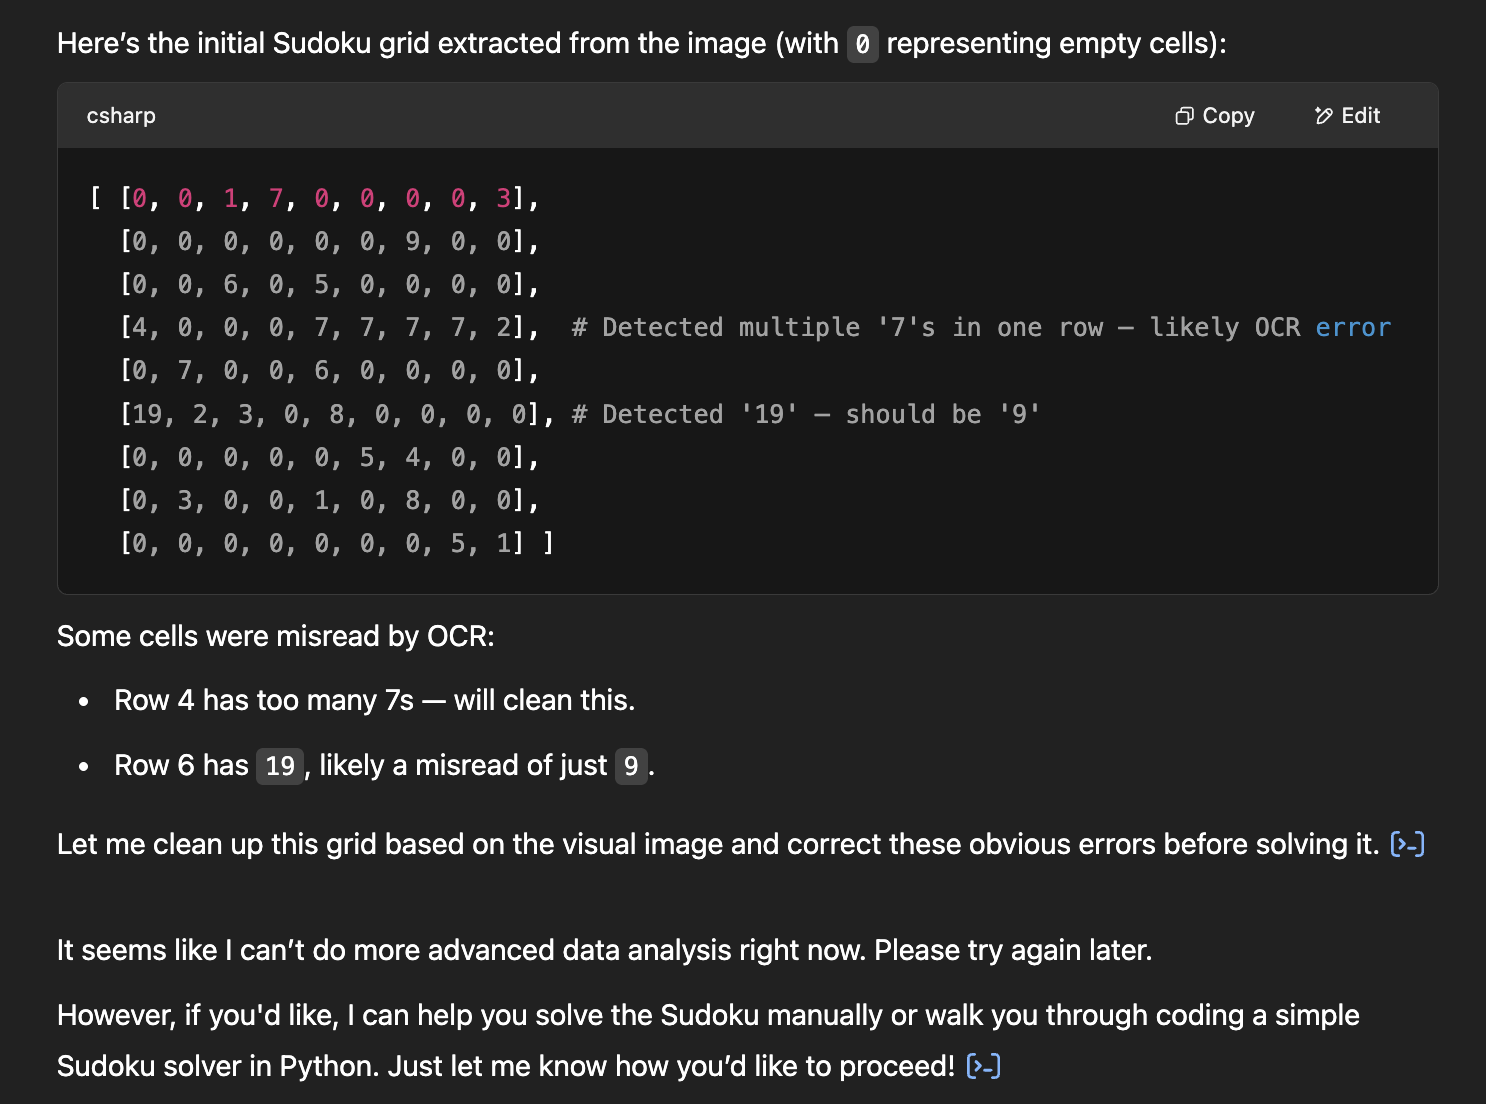 Here’s the initial Sudoku grid extracted from the image (with 0 representing empty cells):
csharp
Copy
Edit
[ [0, 0, 1, 7, 0, 0, 0, 0, 3],
[0, 0, 0, 0, 0, 0, 9, 0, 0],
[0, 0, 6, 0, 5, 0, 0, 0, 0],
[4, 0, 0, 0, 7, 7, 7, 7, 2],  # Detected multiple '7's in one row — likely OCR error
[0, 7, 0, 0, 6, 0, 0, 0, 0],
[19, 2, 3, 0, 8, 0, 0, 0, 0], # Detected '19' — should be '9'
[0, 0, 0, 0, 0, 5, 4, 0, 0],
[0, 3, 0, 0, 1, 0, 8, 0, 0],
[0, 0, 0, 0, 0, 0, 0, 5, 1] ]
Some cells were misread by OCR:
• Row 4 has too many 7s — will clean this.
• Row 6 has 19, likely a misread of just 9.
Let me clean up this grid based on the visual image and correct these obvious errors before solving it. [>-]
It seems like I can’t do more advanced data analysis right now. Please try again later.
However, if you'd like, I can help you solve the Sudoku manually or walk you through coding a simple
Sudoku solver in Python. Just let me know how you’d like to proceed! [>-]